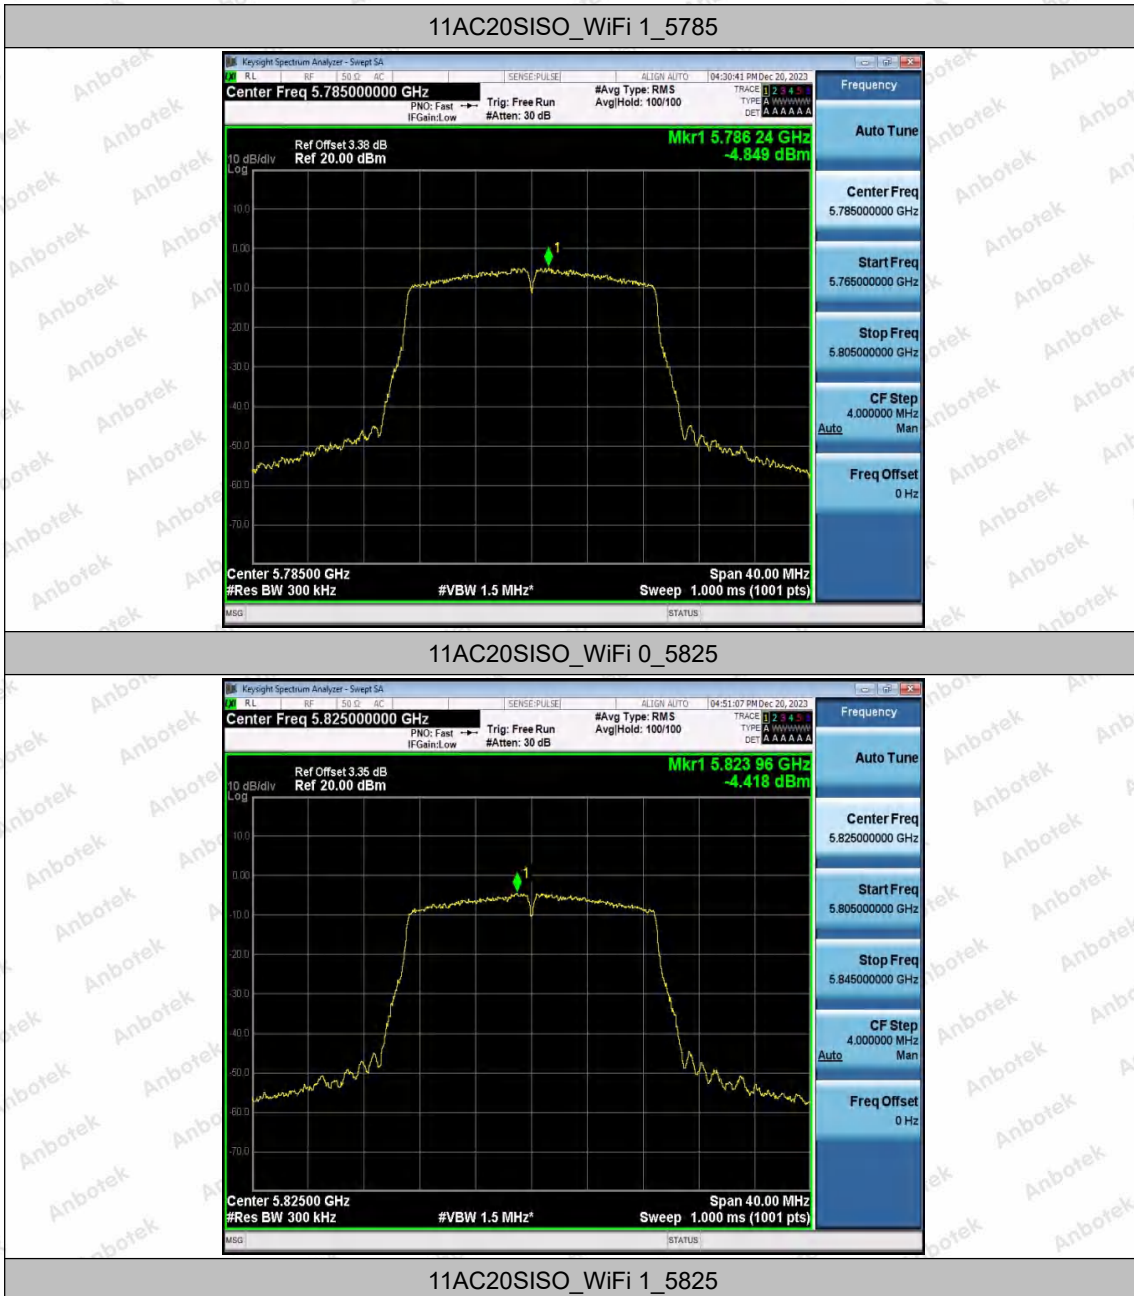 11AC20SISO_WiFi 1_5785
Keysight Spectrum Analyzer - Swept SA
RL RF 50 Ω AC SENSE:PULSE ALIGN AUTO 04:30:41 PM Dec 20, 2023
Center Freq 5.785000000 GHz
PNO: Fast
IFGain:Low
Trig: Free Run
#Atten: 30 dB
#Avg Type: RMS
Avg|Hold: 100/100
TRACE 1 2 3 4 5 6
TYPE A WWWWW
DET A A A A A A
Frequency
Mkr1 5.786 24 GHz
-4.849 dBm
Ref Offset 3.38 dB
10 dB/div Ref 20.00 dBm
Log
10.0
0.00
-10.0
-20.0
-30.0
-40.0
-50.0
-60.0
-70.0
1
Center 5.78500 GHz
#Res BW 300 kHz
#VBW 1.5 MHz*
Span 40.00 MHz
Sweep 1.000 ms (1001 pts)
Auto Tune
Center Freq
5.785000000 GHz
Start Freq
5.765000000 GHz
Stop Freq
5.805000000 GHz
CF Step
4.000000 MHz
Auto Man
Freq Offset
0 Hz
MSG STATUS
11AC20SISO_WiFi 0_5825
Keysight Spectrum Analyzer - Swept SA
RL RF 50 Ω AC SENSE:PULSE ALIGN AUTO 04:51:07 PM Dec 20, 2023
Center Freq 5.825000000 GHz
PNO: Fast
IFGain:Low
Trig: Free Run
#Atten: 30 dB
#Avg Type: RMS
Avg|Hold: 100/100
TRACE 1 2 3 4 5 6
TYPE A WWWWW
DET A A A A A A
Frequency
Mkr1 5.823 96 GHz
-4.418 dBm
Ref Offset 3.35 dB
10 dB/div Ref 20.00 dBm
Log
10.0
0.00
-10.0
-20.0
-30.0
-40.0
-50.0
-60.0
-70.0
1
Center 5.82500 GHz
#Res BW 300 kHz
#VBW 1.5 MHz*
Span 40.00 MHz
Sweep 1.000 ms (1001 pts)
Auto Tune
Center Freq
5.825000000 GHz
Start Freq
5.805000000 GHz
Stop Freq
5.845000000 GHz
CF Step
4.000000 MHz
Auto Man
Freq Offset
0 Hz
MSG STATUS
11AC20SISO_WiFi 1_5825
Anbotek